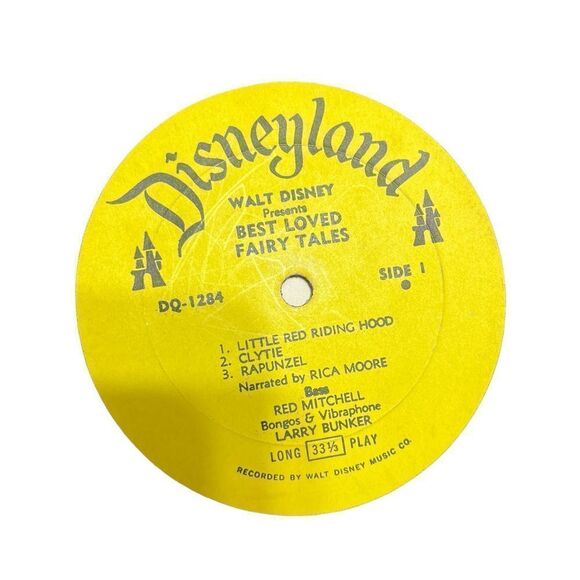 Disneyland
WALT DISNEY
Presents
BEST LOVED
FAIRY TALES
DQ-1284
SIDE 1
1. LITTLE RED RIDING HOOD
2. CLYTIE
3. RAPUNZEL
Narrated by RICA MOORE
Bass
RED MITCHELL
Bongos & Vibraphone
LARRY BUNKER
LONG 33⅓ PLAY
RECORDED BY WALT DISNEY MUSIC CO.